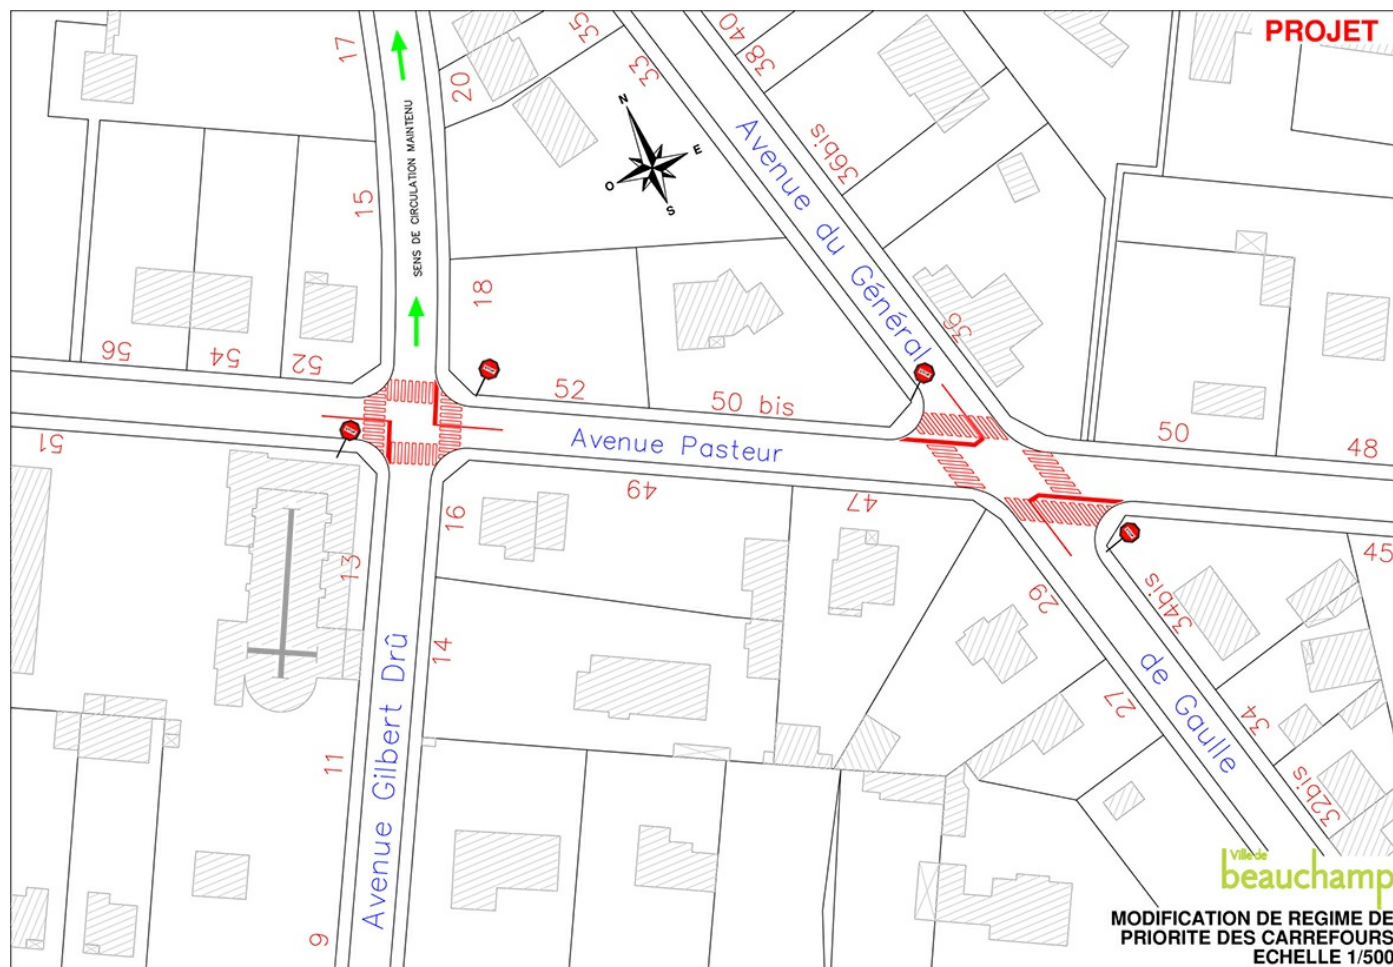 PROJET
17
20
35
33
38 40
36bis
N
E
O
S
SENS DE CIRCULATION MAINTENU
15
18
Avenue du Général
36
56
54
52
52
50 bis
50
48
51
Avenue Pasteur
49
47
45
16
13
14
29
34bis
27
de Gaulle
34
32bis
11
Avenue Gilbert Drû
9
Ville de
beauchamp
MODIFICATION DE REGIME DE
PRIORITE DES CARREFOURS
ECHELLE 1/500